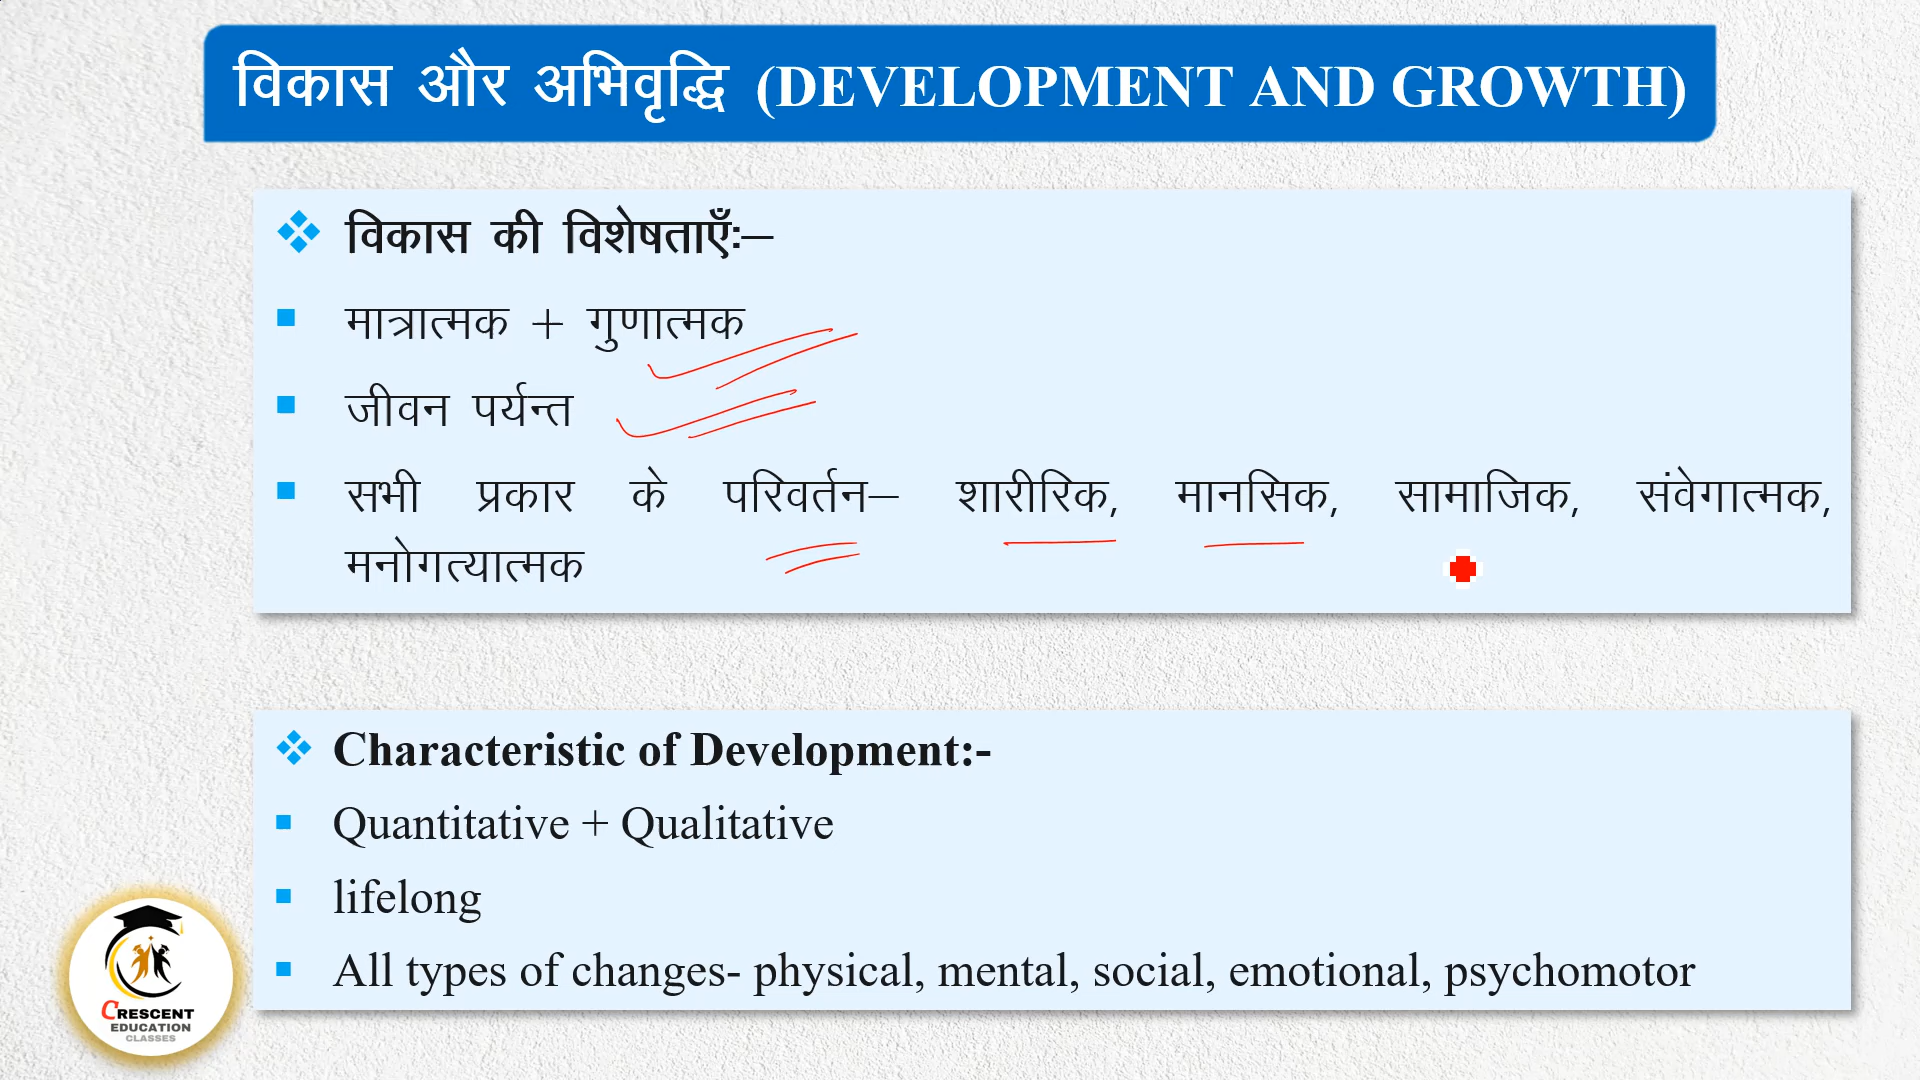 विकास और अभिवृद्धि (DEVELOPMENT AND GROWTH)
विकास की विशेषताएँ:–
मात्रात्मक + गुणात्मक
जीवन पर्यन्त
सभी प्रकार के परिवर्तन– शारीरिक, मानसिक, सामाजिक, संवेगात्मक,
मनोगत्यात्मक
Characteristic of Development:-
Quantitative + Qualitative
lifelong
All types of changes- physical, mental, social, emotional, psychomotor
CRESCENT
EDUCATION
CLASSES